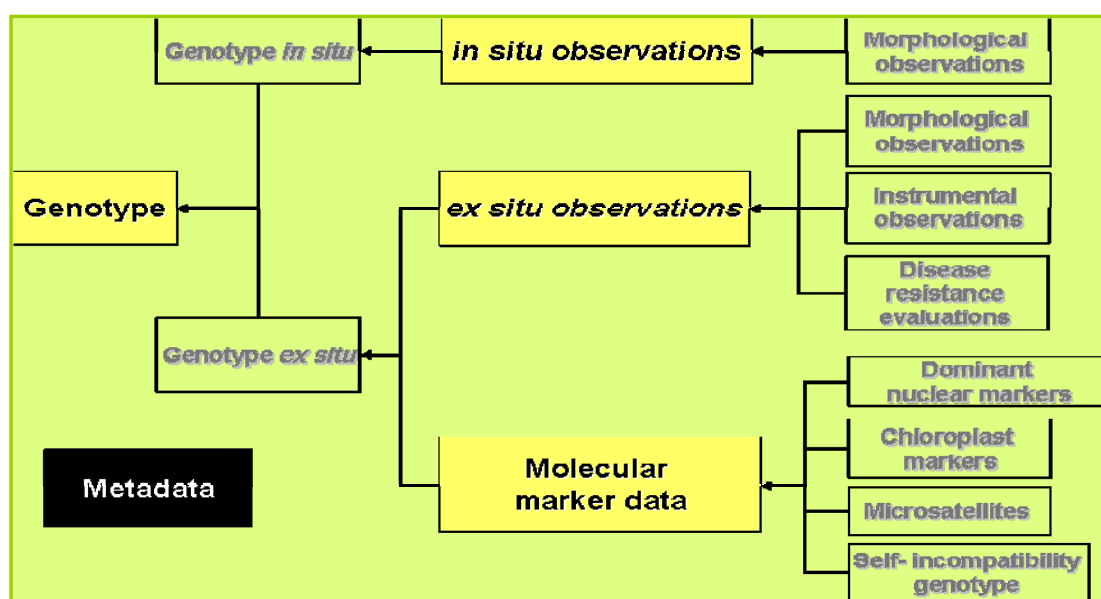 Genotype in situ
in situ observations
Morphological
observations
Morphological
observations
Genotype
ex situ observations
Instrumental
observations
Disease
resistance
evaluations
Genotype ex situ
Dominant
nuclear markers
Chloroplast
markers
Metadata
Molecular
marker data
Microsatellites
Self- incompatibility
genotype